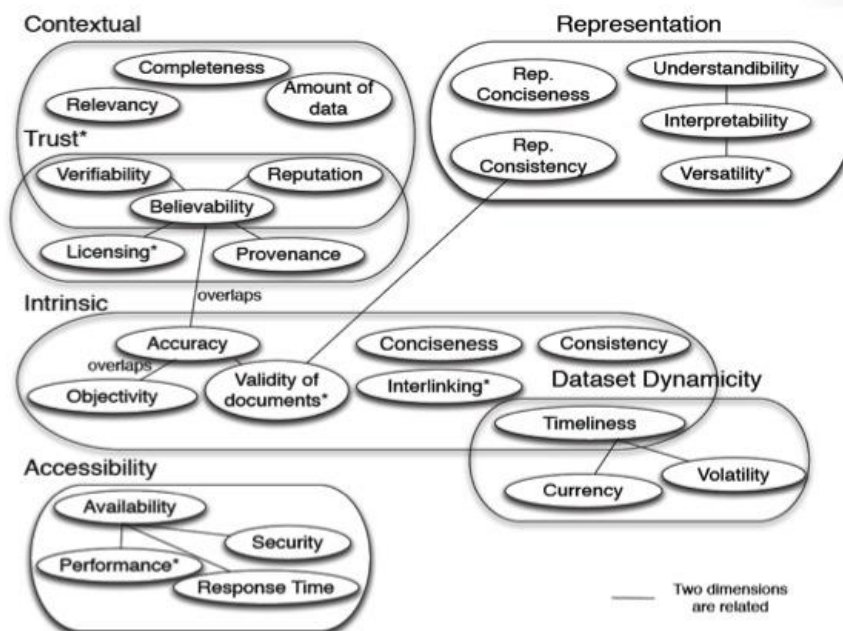 Contextual
Completeness
Relevancy
Amount of
data
Trust*
Verifiability
Reputation
Believability
Licensing*
Provenance
overlaps
Representation
Rep.
Conciseness
Understandibility
Interpretability
Rep.
Consistency
Versatility*
Intrinsic
Accuracy
Conciseness
Consistency
overlaps
Objectivity
Validity of
documents*
Interlinking*
Dataset Dynamicity
Timeliness
Currency
Volatility
Accessibility
Availability
Security
Performance*
Response Time
Two dimensions
are related